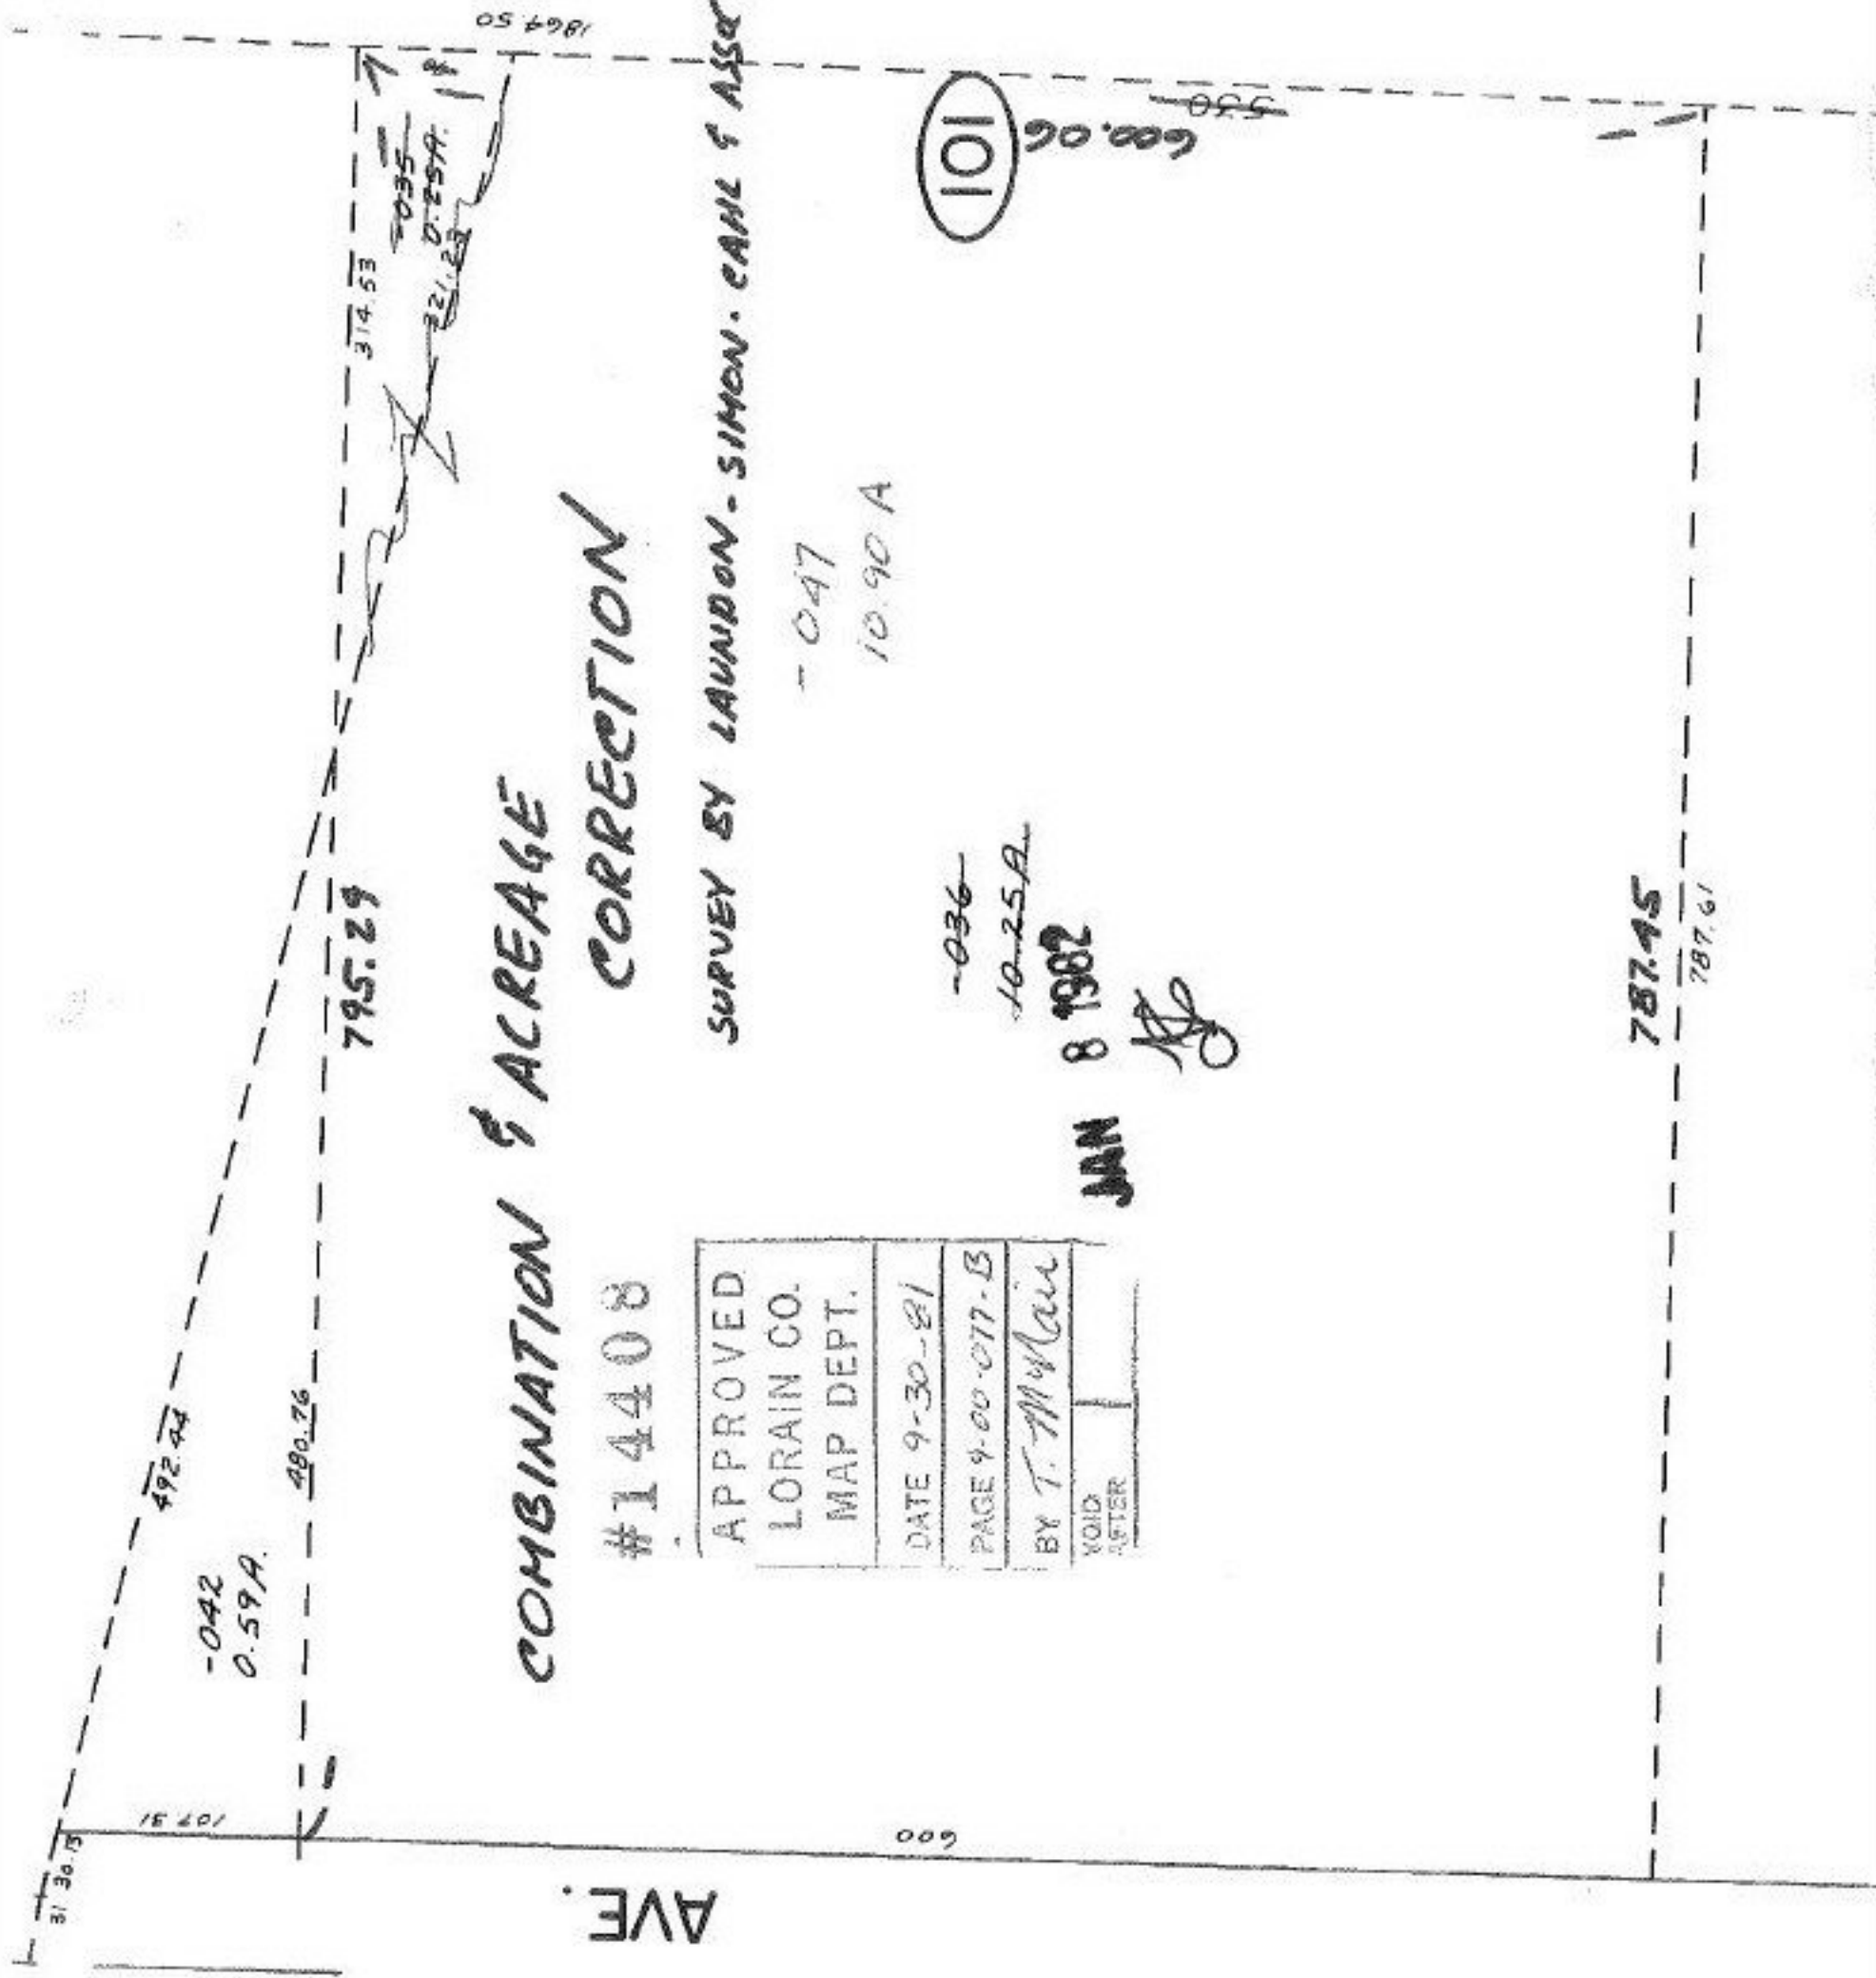 1864 50
314.53
-035
0.25A.
321.23
101
600.06
530
795.29
COMBINATION & ACREAGE
CORRECTION
SURVEY BY LAUNDON - SIMON. CAHL & ASSOC
- 047
10.90 A
-036
10.25A.
JAN 8 1982
#14408
APPROVED
LORAIN CO.
MAP DEPT.
DATE 9-30-81
PAGE 4-00-077-B
BY T. McNair
VOID
AFTER
492.44
-042
0.59A.
480.76
107 31
31 30.15
600
AVE.
787.45
787.61